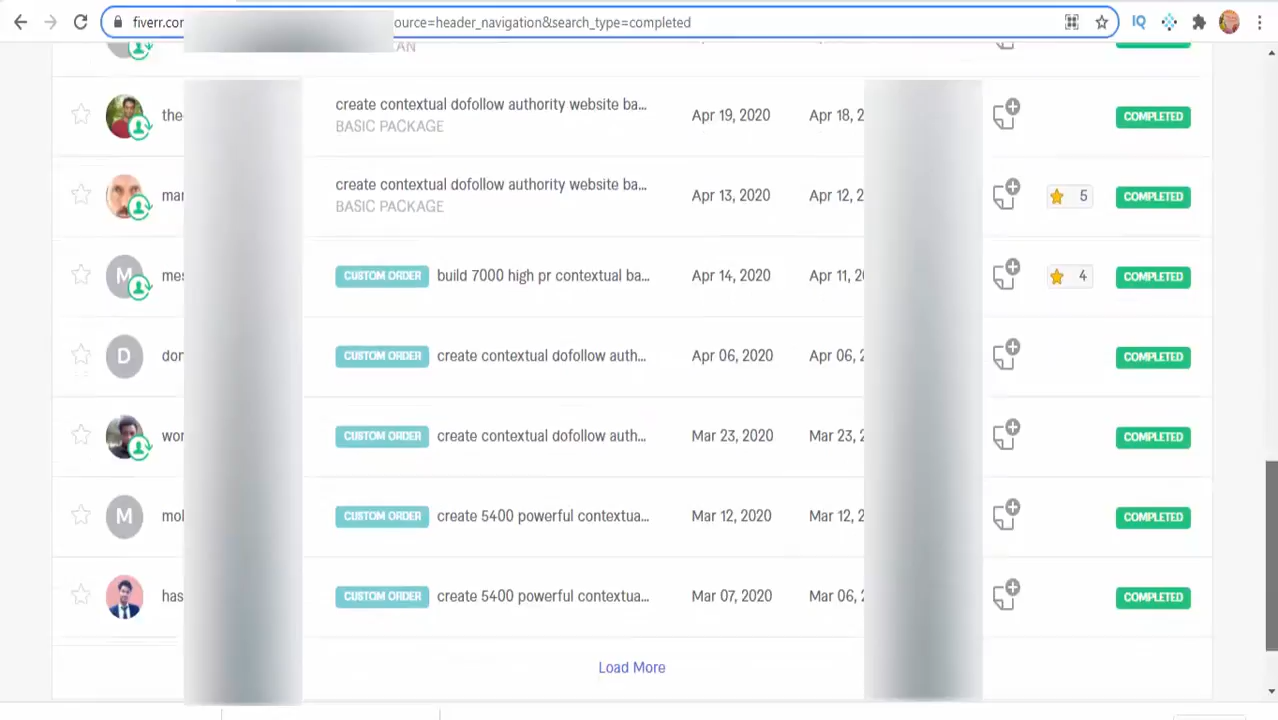 fiverr.com
ource=header_navigation&search_type=completed
IQ
AN
the
create contextual dofollow authority website ba...
BASIC PACKAGE
Apr 19, 2020
Apr 18, 2
COMPLETED
mar
create contextual dofollow authority website ba...
BASIC PACKAGE
Apr 13, 2020
Apr 12, 2
5
COMPLETED
M
mes
CUSTOM ORDER
build 7000 high pr contextual ba...
Apr 14, 2020
Apr 11, 20
4
COMPLETED
D
don
CUSTOM ORDER
create contextual dofollow auth...
Apr 06, 2020
Apr 06, 2
COMPLETED
wor
CUSTOM ORDER
create contextual dofollow auth...
Mar 23, 2020
Mar 23, 2
COMPLETED
M
mol
CUSTOM ORDER
create 5400 powerful contextua...
Mar 12, 2020
Mar 12, 2
COMPLETED
has
CUSTOM ORDER
create 5400 powerful contextua...
Mar 07, 2020
Mar 06, 2
COMPLETED
Load More